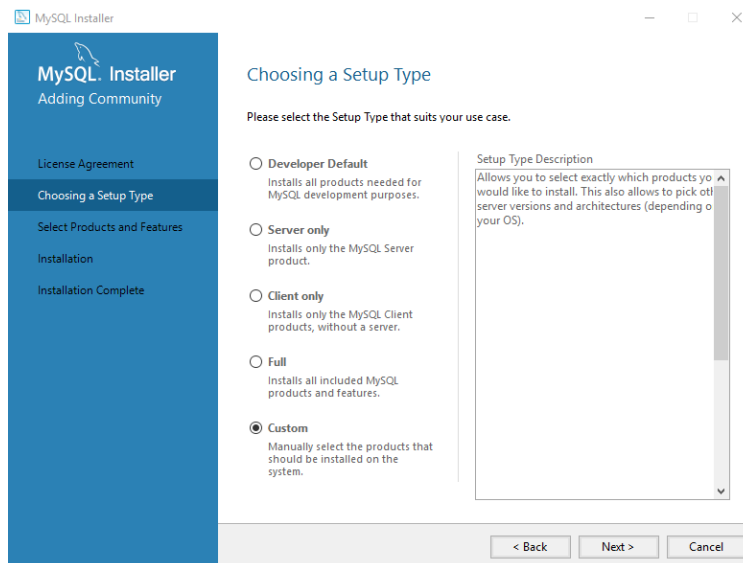 MySQL Installer
MySQL. Installer
Adding Community
License Agreement
Choosing a Setup Type
Select Products and Features
Installation
Installation Complete
Choosing a Setup Type
Please select the Setup Type that suits your use case.
Developer Default
Installs all products needed for
MySQL development purposes.
Server only
Installs only the MySQL Server
product.
Client only
Installs only the MySQL Client
products, without a server.
Full
Installs all included MySQL
products and features.
Custom
Manually select the products that
should be installed on the
system.
Setup Type Description
Allows you to select exactly which products yo
would like to install. This also allows to pick oth
server versions and architectures (depending o
your OS).
< Back
Next >
Cancel